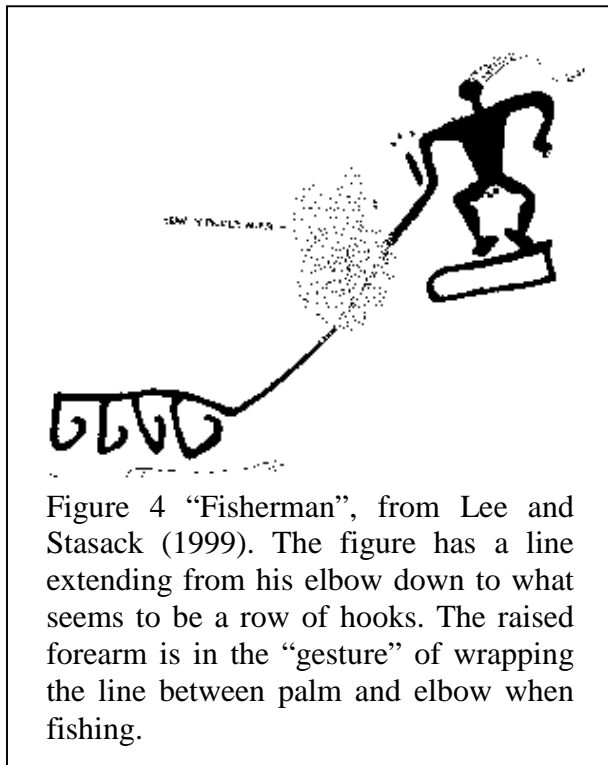 Figure 4 “Fisherman”, from Lee and
Stasack (1999). The figure has a line
extending from his elbow down to what
seems to be a row of hooks. The raised
forearm is in the “gesture” of wrapping
the line between palm and elbow when
fishing.